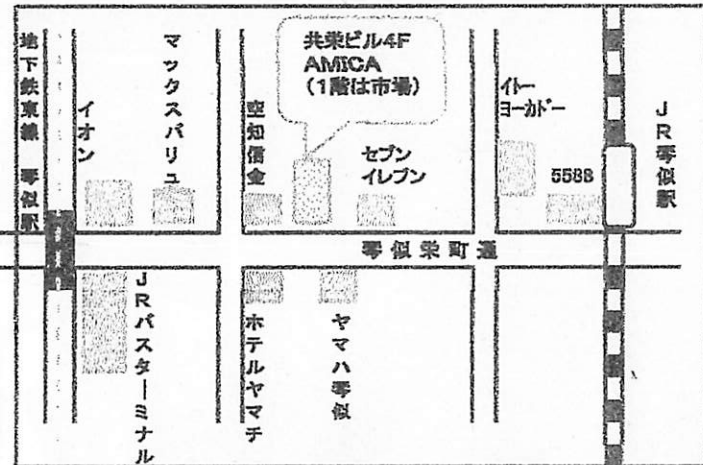 地下鉄東線 琴似駅
イオン
マックスバリュ
空知信金
共栄ビル4F
AMICA
(1階は市場)
セブン
イレブン
イトー
ヨーカドー
5588
JR琴似駅
琴似栄町通
JRバスターミナル
ホテルヤマチ
ヤマハ琴似